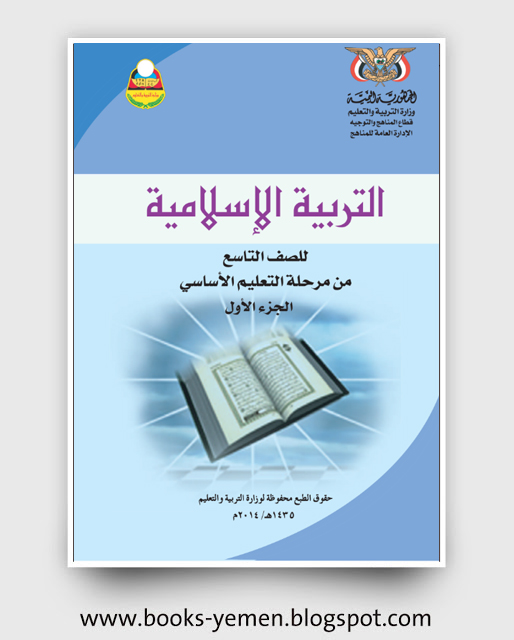 الجمهورية اليمنية
وزارة التربية والتعليم
قطاع المناهج والتوجيه
الإدارة العامة للمناهج
التربية الإسلامية
للصف التاسع
من مرحلة التعليم الأساسي
الجزء الأول
حقوق الطبع محفوظة لوزارة التربية والتعليم
١٤٣٥هـ/ ٢٠١٤م
www.books-yemen.blogspot.com